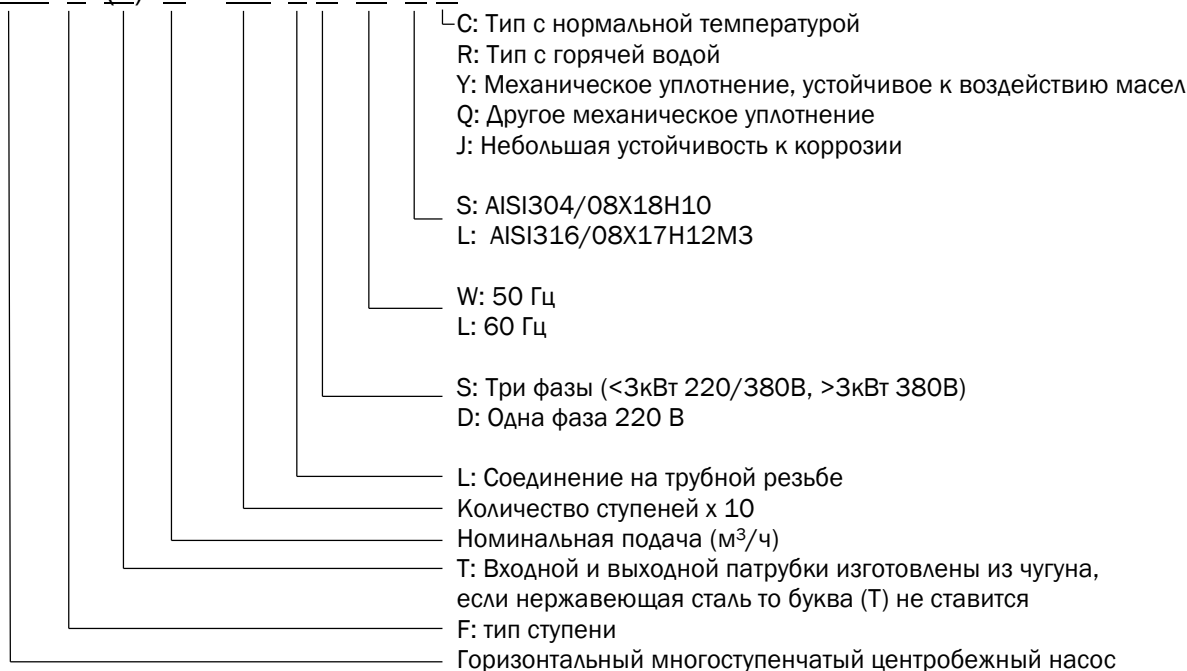 С: Тип с нормальной температурой
R: Тип с горячей водой
Y: Механическое уплотнение, устойчивое к воздействию масел
Q: Другое механическое уплотнение
J: Небольшая устойчивость к коррозии
S: AISI304/08Х18Н10
L: AISI316/08Х17Н12М3
W: 50 Гц
L: 60 Гц
S: Три фазы (<3кВт 220/380В, >3кВт 380В)
D: Одна фаза 220 В
L: Соединение на трубной резьбе
Количество ступеней х 10
Номинальная подача (м³/ч)
Т: Входной и выходной патрубки изготовлены из чугуна,
если нержавеющая сталь то буква (Т) не ставится
F: тип ступени
Горизонтальный многоступенчатый центробежный насос